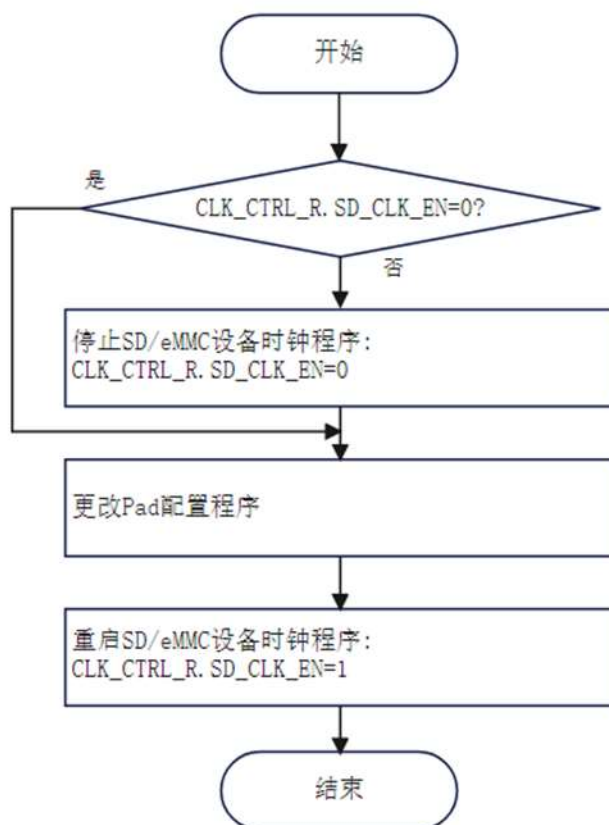 开始
是
CLK_CTRL_R.SD_CLK_EN=0?
否
停止SD/eMMC设备时钟程序:
CLK_CTRL_R.SD_CLK_EN=0
更改Pad配置程序
重启SD/eMMC设备时钟程序:
CLK_CTRL_R.SD_CLK_EN=1
结束